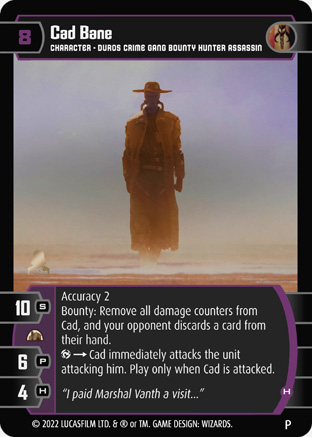 8
Cad Bane
CHARACTER - DUROS CRIME GANG BOUNTY HUNTER ASSASSIN
10 S
6 P
4 H
Accuracy 2
Bounty: Remove all damage counters from
Cad, and your opponent discards a card from
their hand.
→ Cad immediately attacks the unit
attacking him. Play only when Cad is attacked.
"I paid Marshal Vanth a visit..."
H
© 2022 LUCASFILM LTD. & ® or TM. GAME DESIGN: WIZARDS.
P